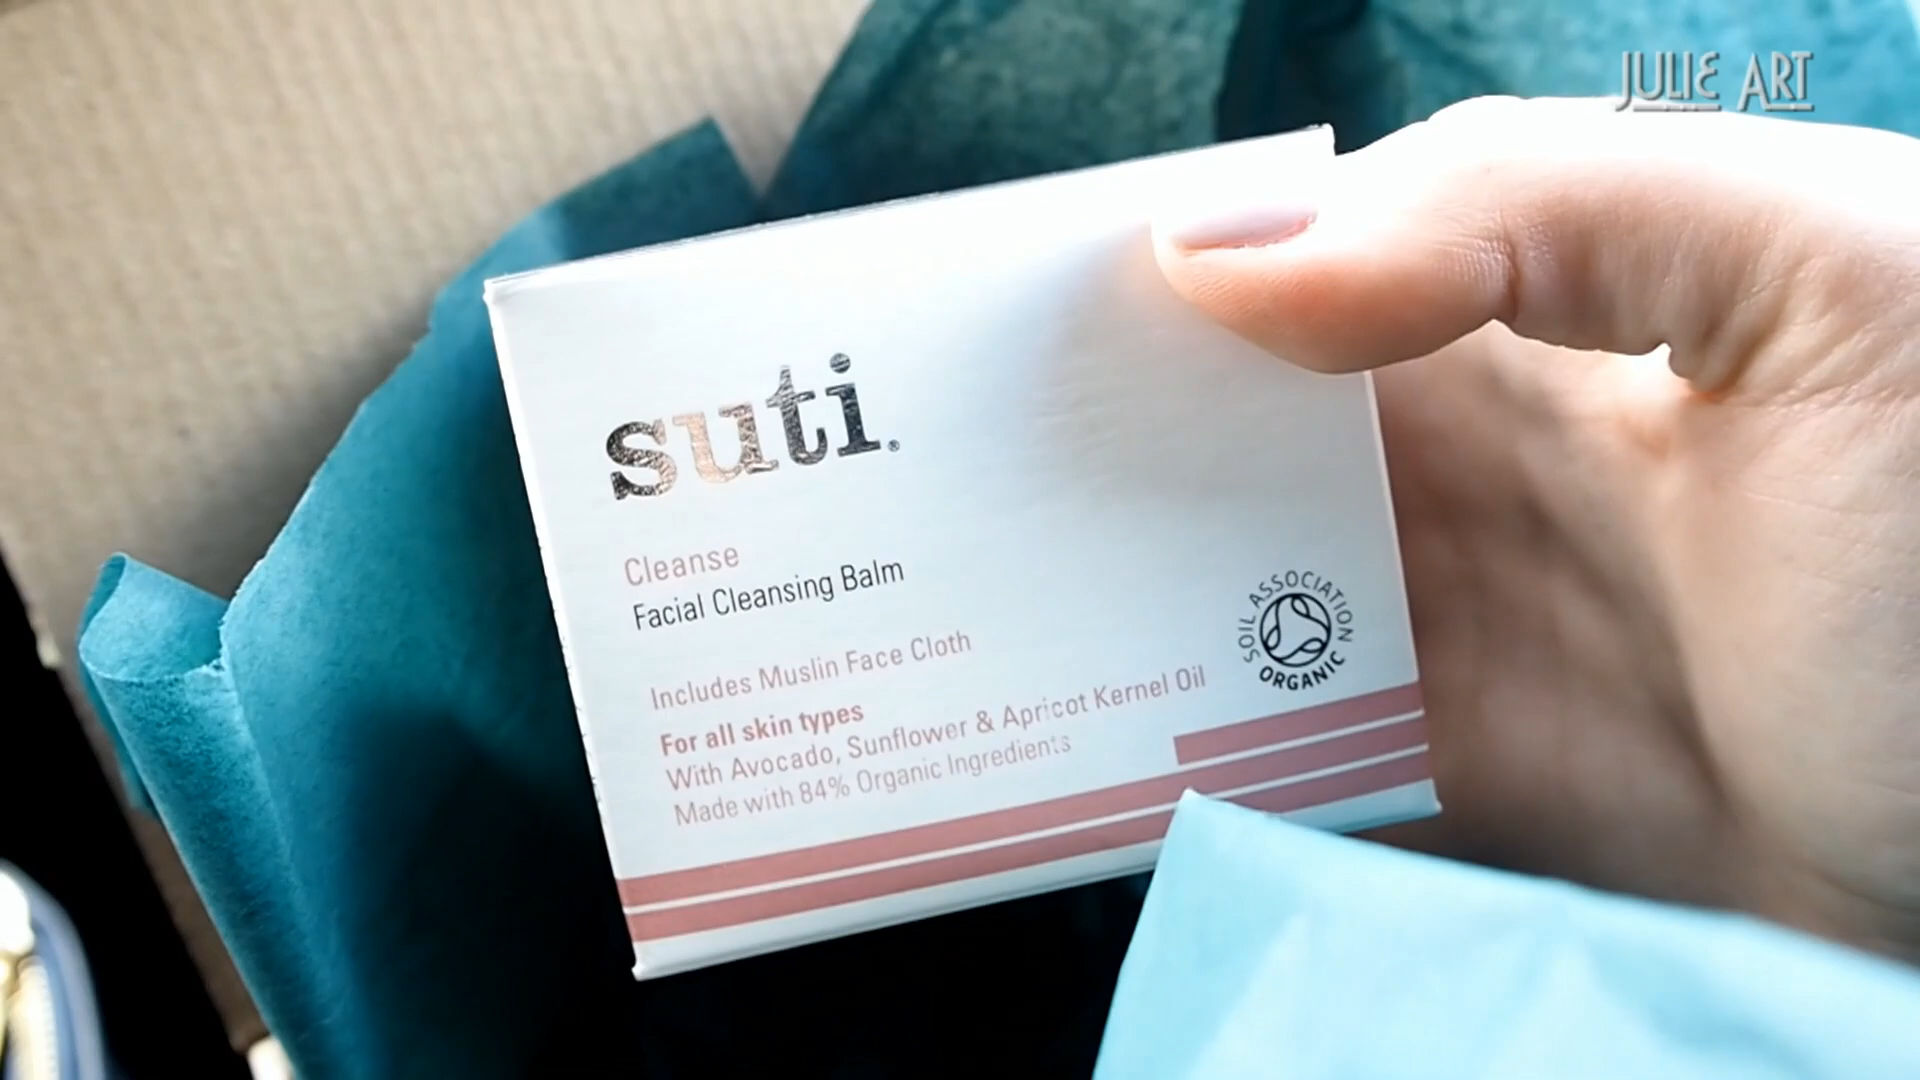 JULIE ART
suti®
Cleanse
Facial Cleansing Balm
Includes Muslin Face Cloth
For all skin types
With Avocado, Sunflower & Apricot Kernel Oil
Made with 84% Organic Ingredients
SOIL ASSOCIATION
ORGANIC